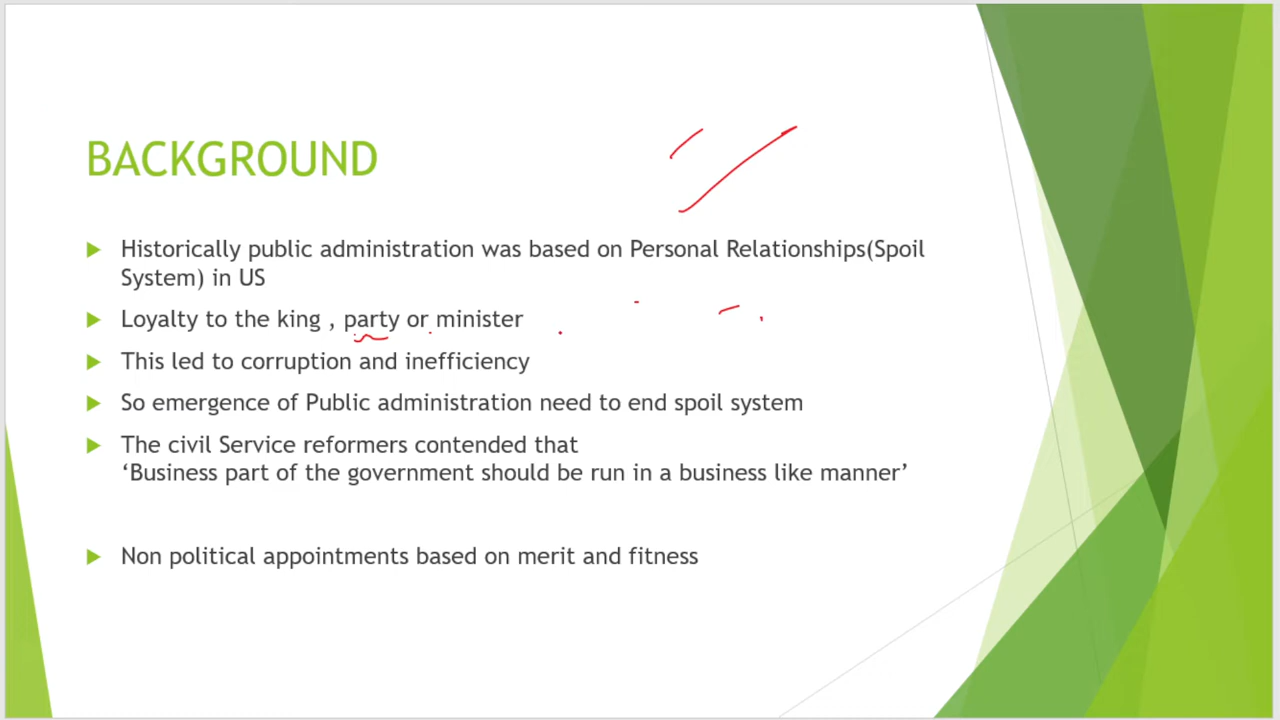 BACKGROUND
Historically public administration was based on Personal Relationships(Spoil
System) in US
Loyalty to the king , party or minister
This led to corruption and inefficiency
So emergence of Public administration need to end spoil system
The civil Service reformers contended that
‘Business part of the government should be run in a business like manner’
Non political appointments based on merit and fitness